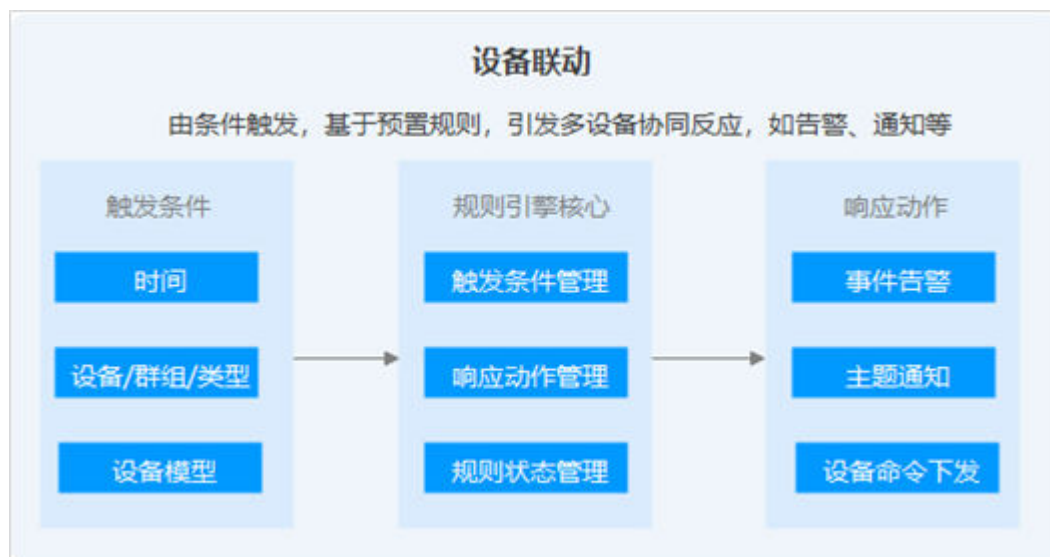 设备联动
由条件触发，基于预置规则，引发多设备协同反应，如告警、通知等
触发条件
时间
设备/群组/类型
设备模型
规则引擎核心
触发条件管理
响应动作管理
规则状态管理
响应动作
事件告警
主题通知
设备命令下发